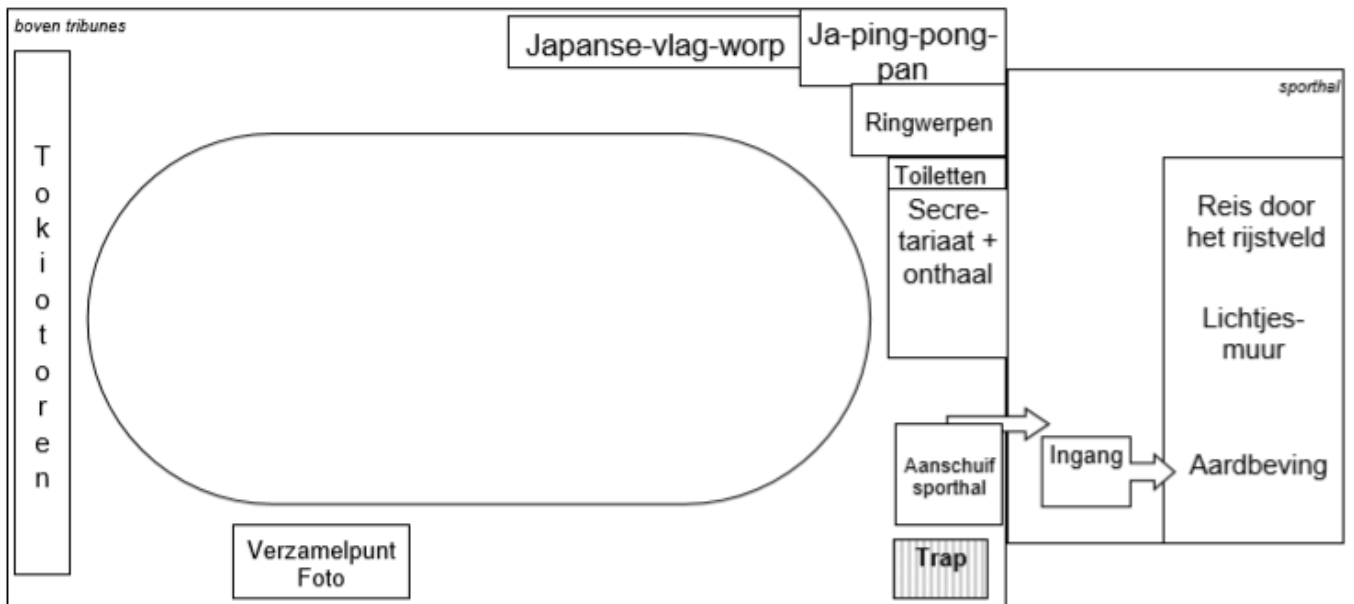 boven tribunes
Japanse-vlag-worp
Ja-ping-pong-
pan
sporthal
Ringwerpen
Tokiotoren
Toiletten
Secre-
tariaat +
onthaal
Reis door
het rijstveld
Lichtjes-
muur
Aanschuif
sporthal
Ingang
Aardbeving
Verzamelpunt
Foto
Trap